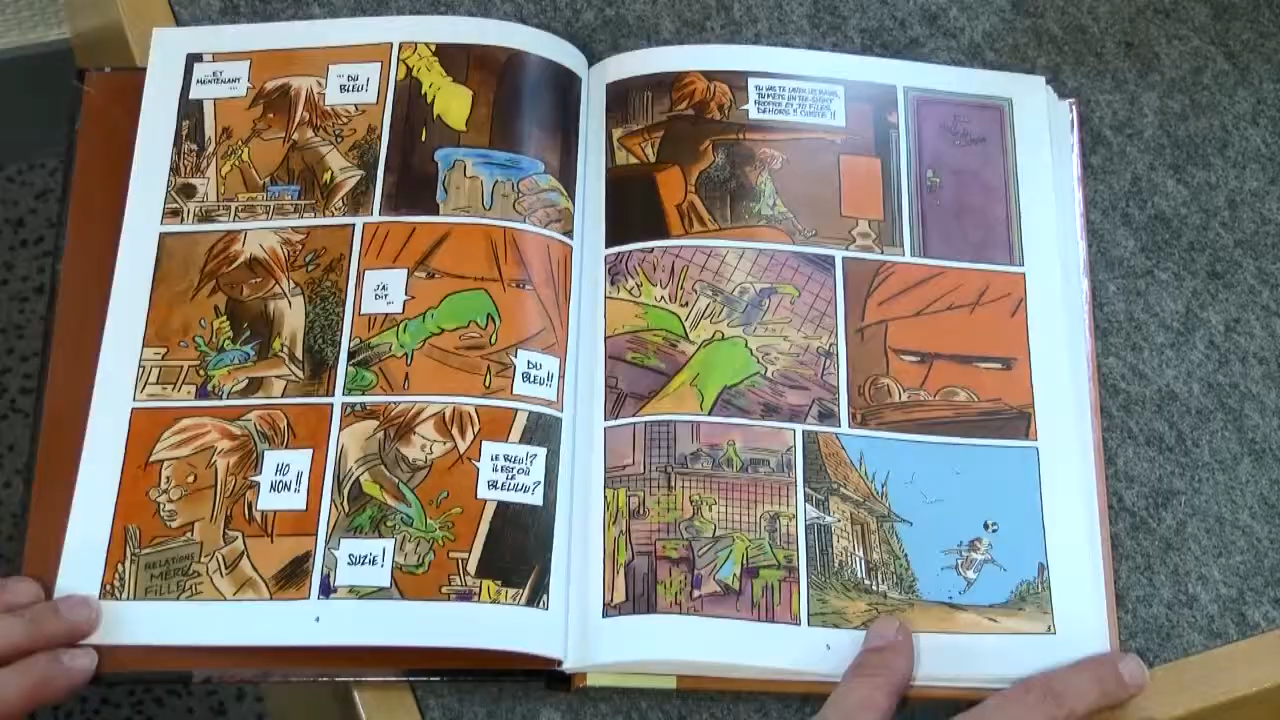 ...ET
MAINTENANT
...
...DU
BLEU !
J'AI
DIT
...
DU
BLEU!!
HO
NON !!
RELATIONS
MÈRE
FILLE
LE BLEU!?
IL EST OÙ
LE
BLEUUU?
SUZIE !
4
TU VAS TE LAVER LES MAINS,
TU METS UN TEE-SHIRT
PROPRE ET TU FILES
DEHORS !! OUSTE !!
5
3